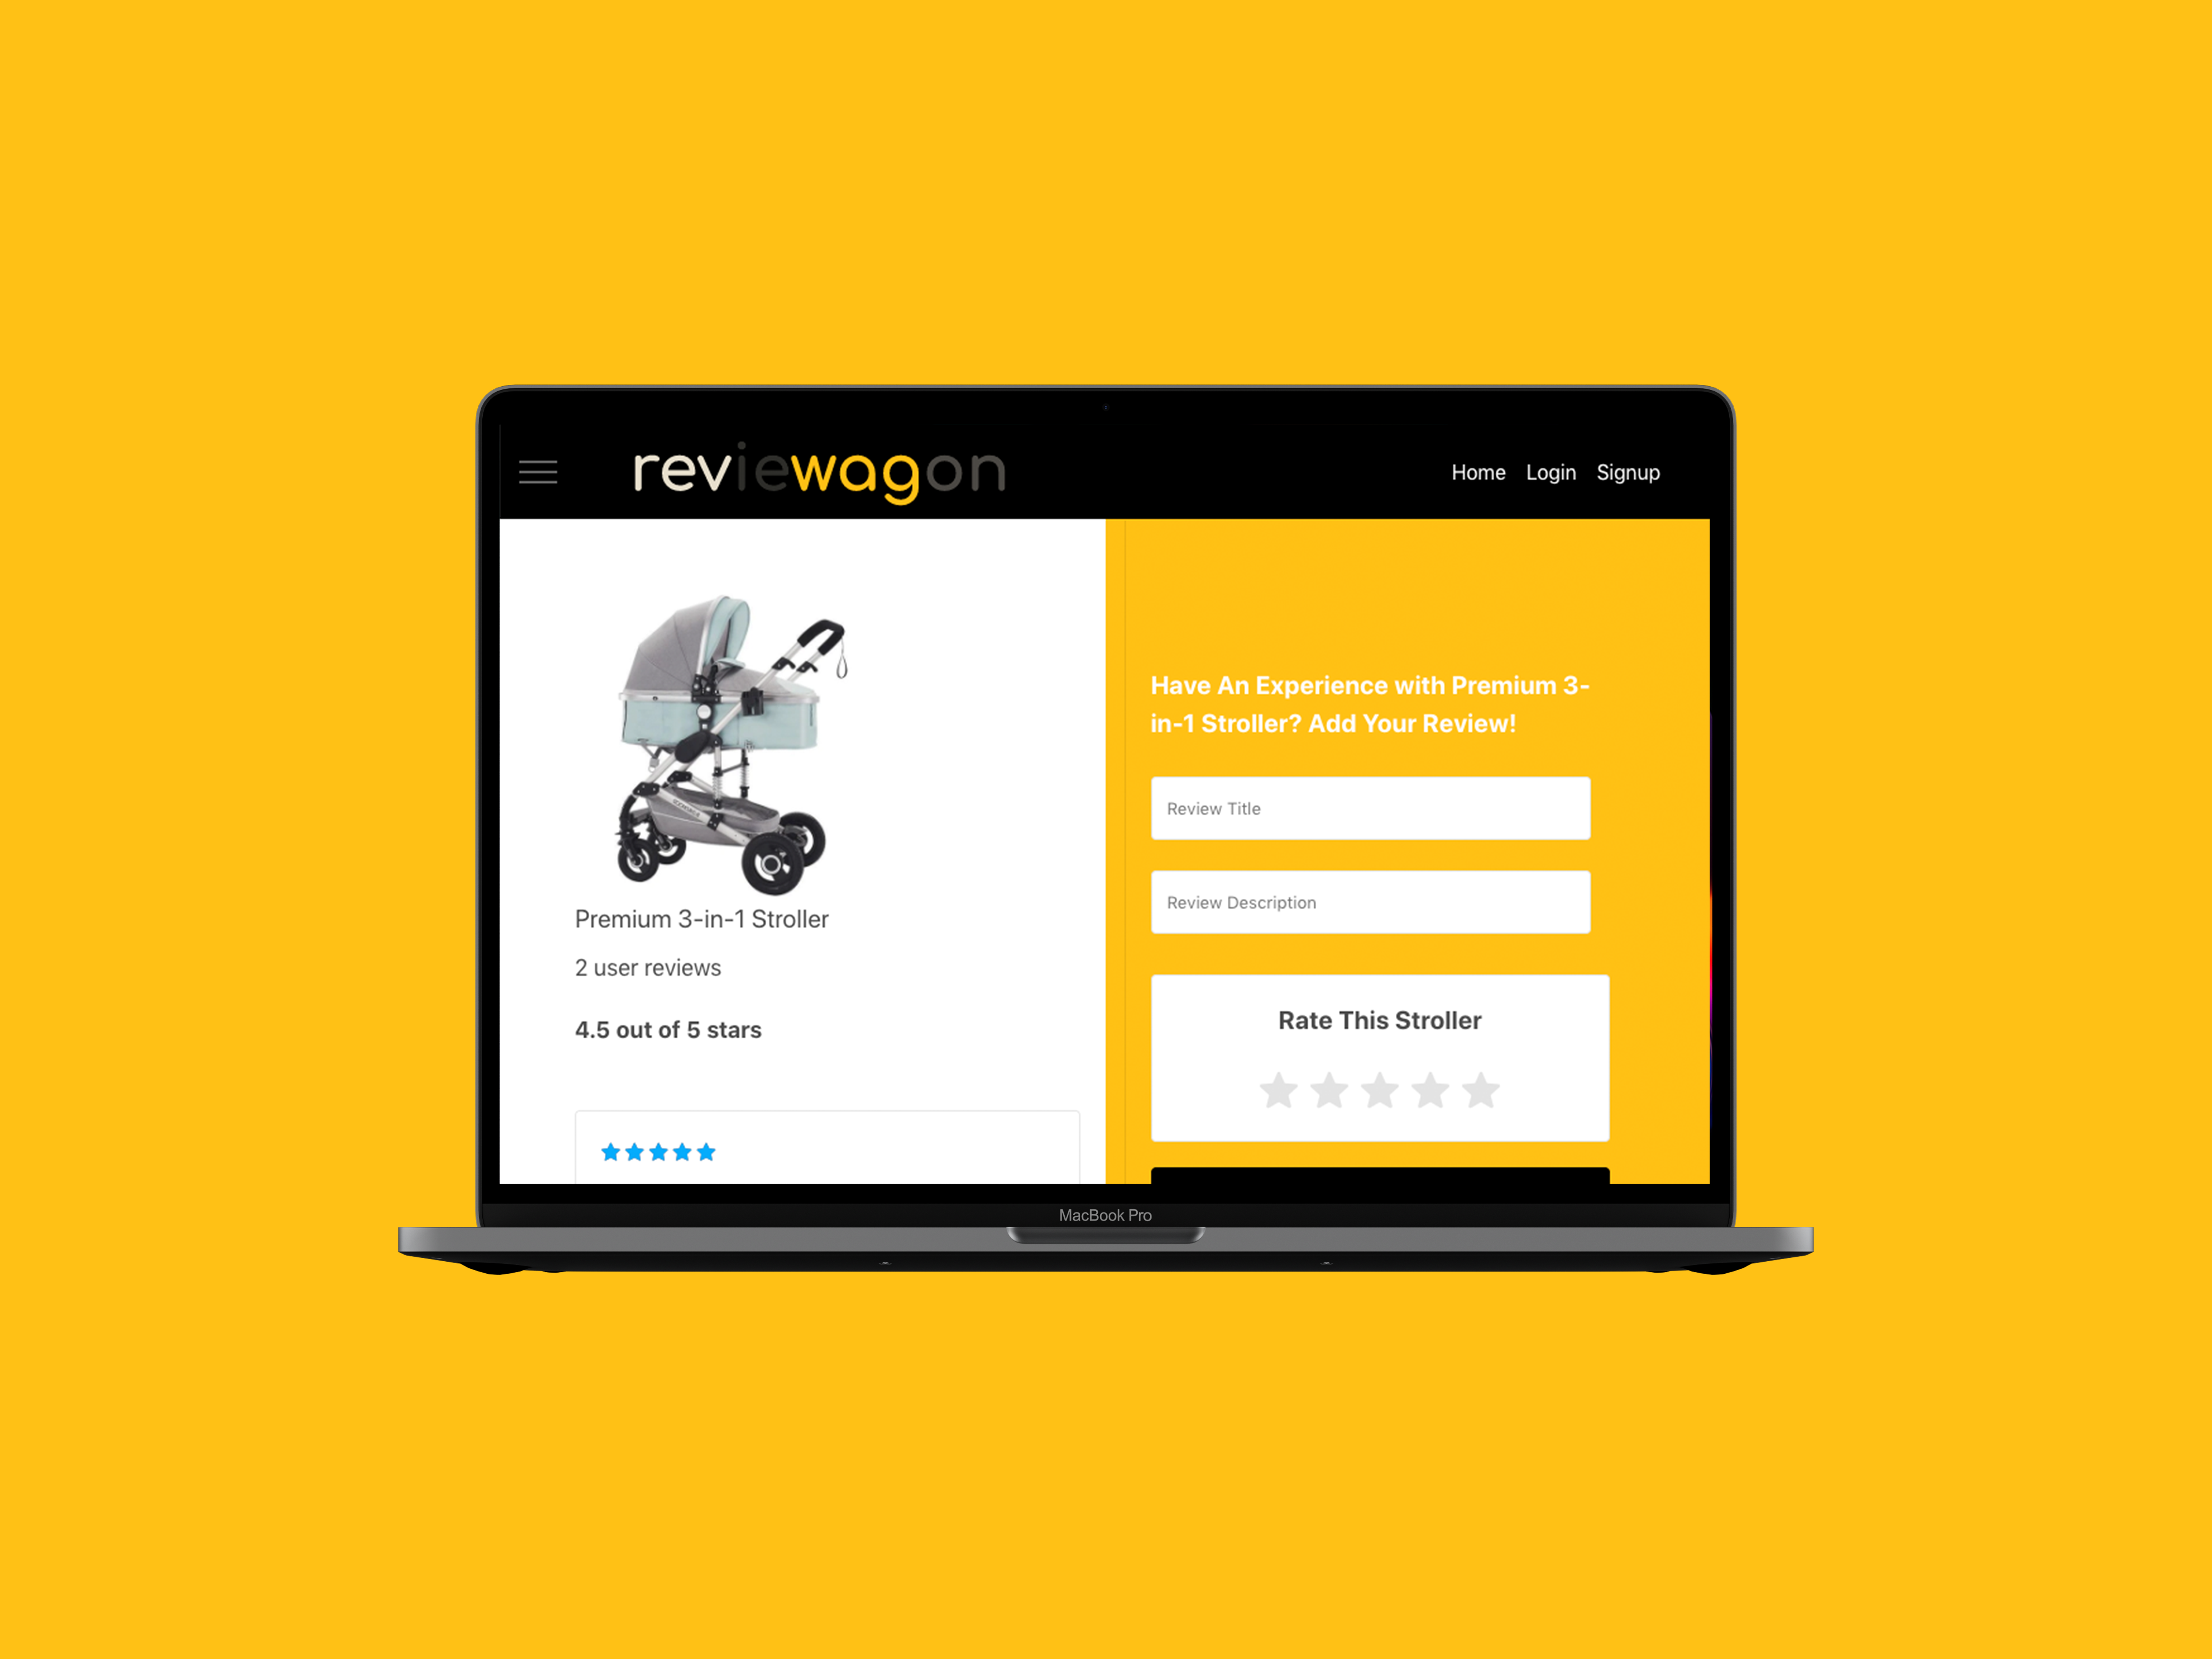 reviewagon
Home Login Signup
Premium 3-in-1 Stroller
2 user reviews
4.5 out of 5 stars
Have An Experience with Premium 3-
in-1 Stroller? Add Your Review!
Review Title
Review Description
Rate This Stroller
MacBook Pro